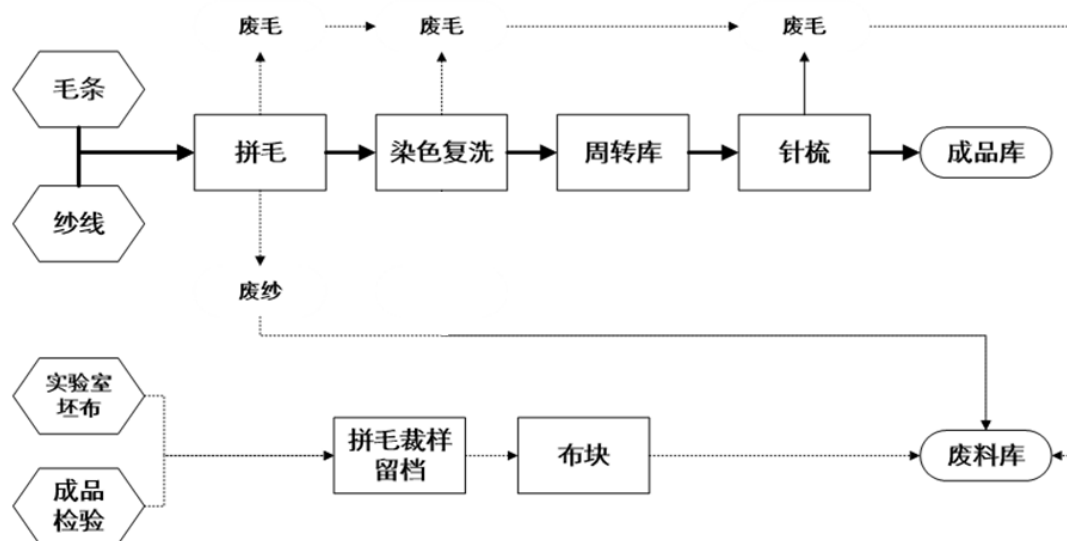 废毛
废毛
废毛
毛条
拼毛
染色复洗
周转库
针梳
成品库
纱线
废纱
实验室
坯布
拼毛裁样
留档
布块
废料库
成品
检验